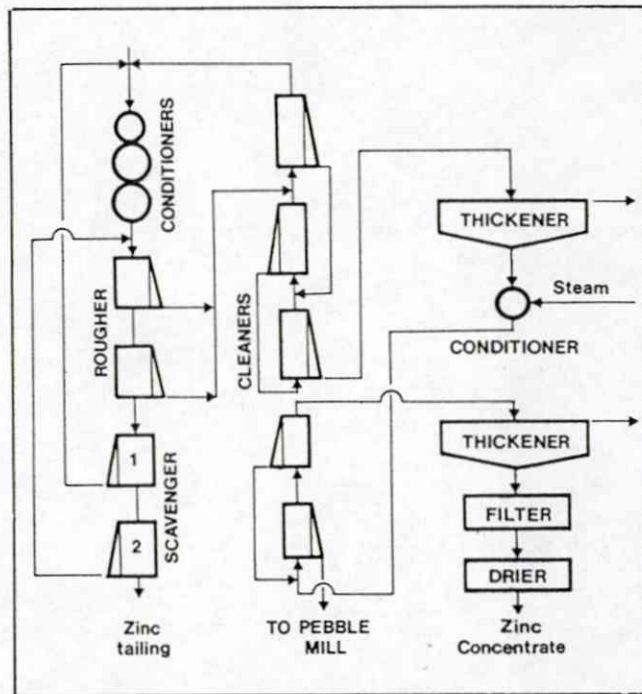 CONDITIONERS
ROUGHER
1
2
SCAVENGER
Zinc
tailing
CLEANERS
TO PEBBLE
MILL
THICKENER
Steam
CONDITIONER
THICKENER
FILTER
DRIER
Zinc
Concentrate